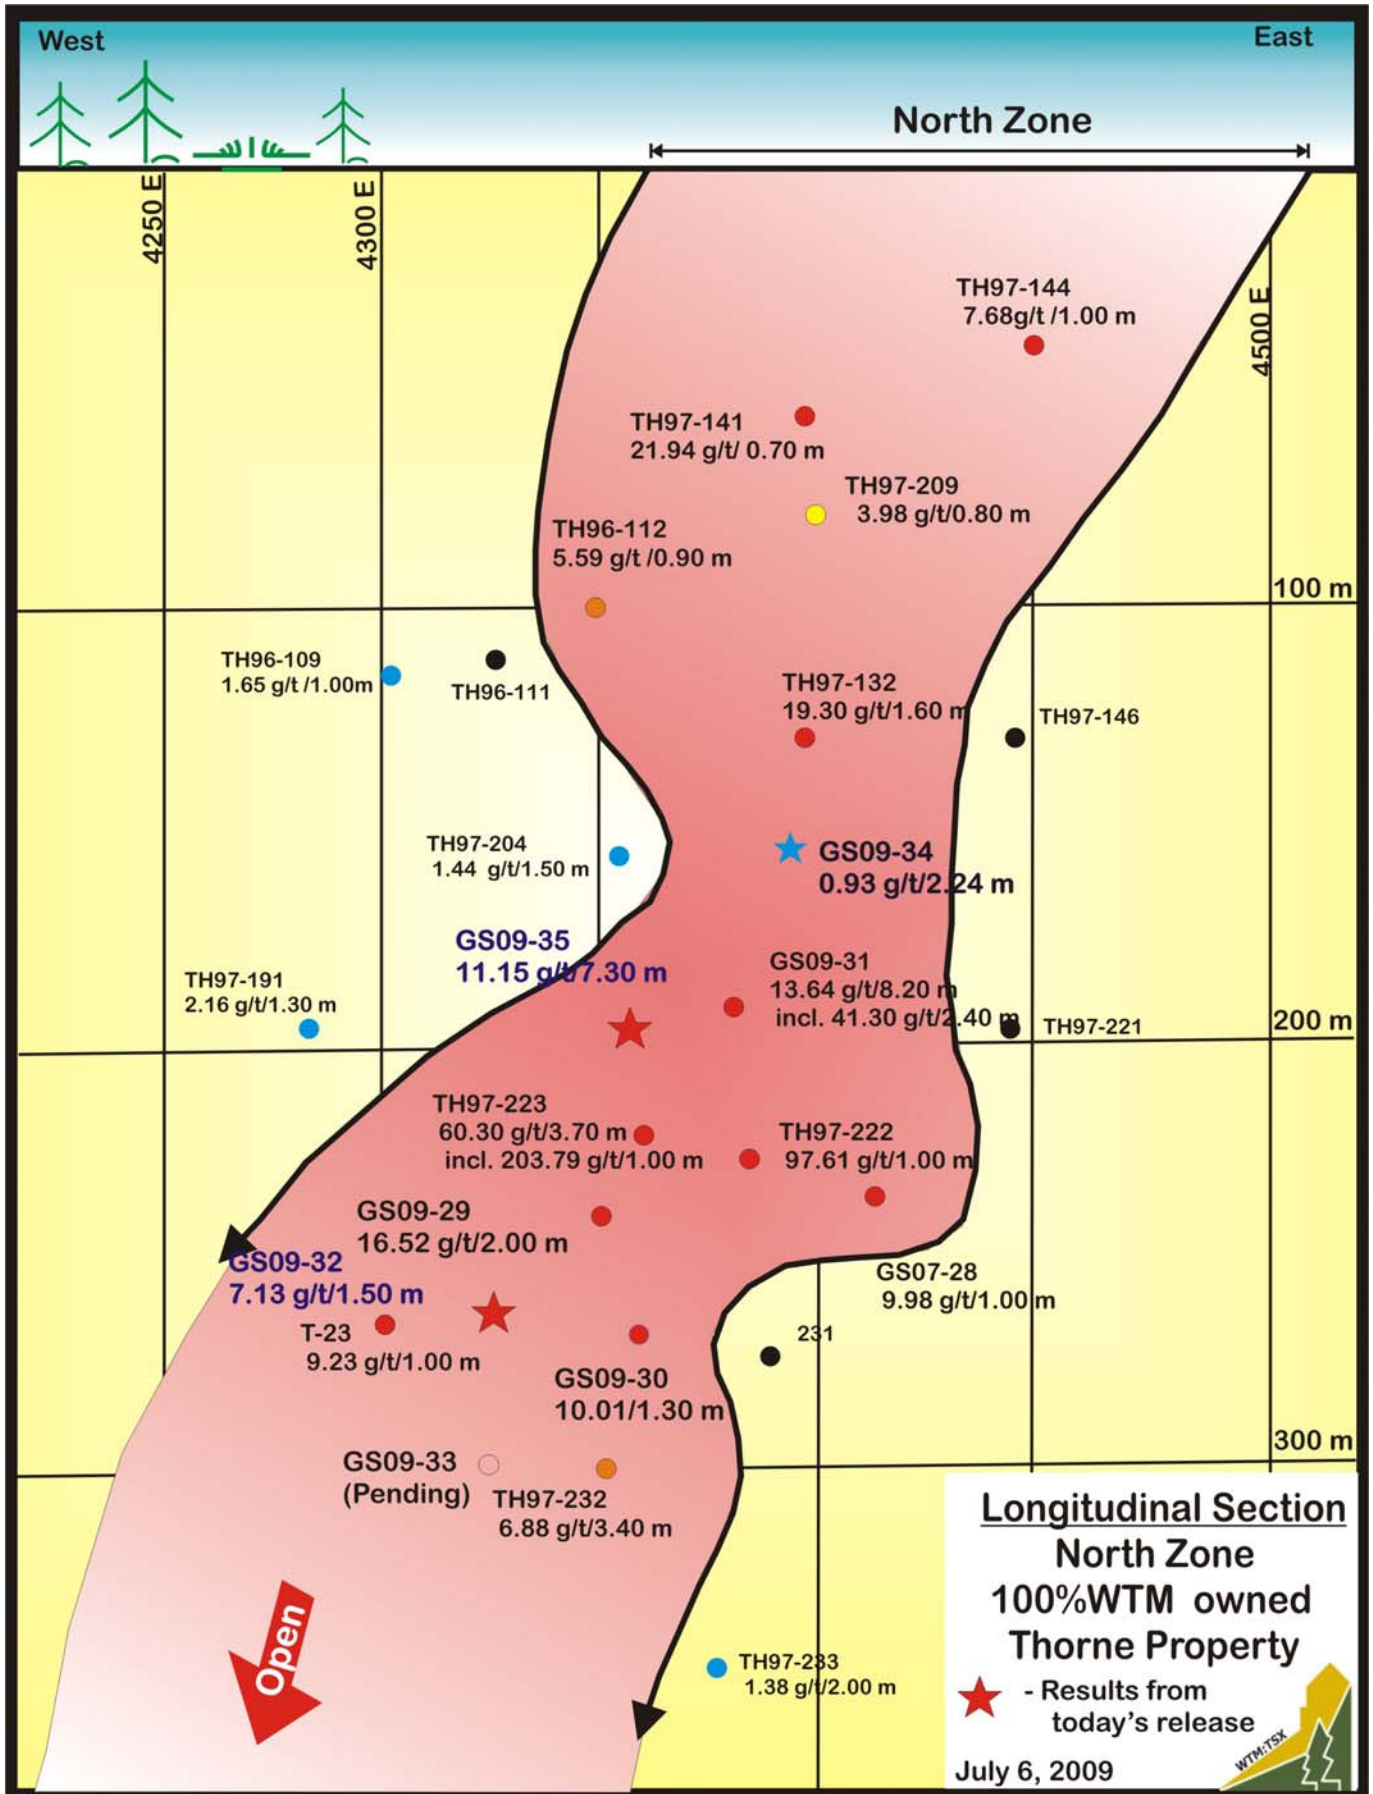 West
East
North Zone
4250 E
4300 E
4500 E
TH97-144
7.68g/t /1.00 m
TH97-141
21.94 g/t/ 0.70 m
TH97-209
3.98 g/t/0.80 m
TH96-112
5.59 g/t /0.90 m
100 m
TH96-109
1.65 g/t /1.00m
TH96-111
TH97-132
19.30 g/t/1.60 m
TH97-146
TH97-204
1.44 g/t/1.50 m
GS09-34
0.93 g/t/2.24 m
GS09-35
11.15 g/t/7.30 m
GS09-31
13.64 g/t/8.20 m
incl. 41.30 g/t/2.40 m
TH97-191
2.16 g/t/1.30 m
TH97-221
200 m
TH97-223
60.30 g/t/3.70 m
incl. 203.79 g/t/1.00 m
TH97-222
97.61 g/t/1.00 m
GS09-29
16.52 g/t/2.00 m
GS09-32
7.13 g/t/1.50 m
GS07-28
9.98 g/t/1.00 m
T-23
9.23 g/t/1.00 m
231
GS09-30
10.01/1.30 m
300 m
GS09-33
(Pending)
TH97-232
6.88 g/t/3.40 m
Open
TH97-233
1.38 g/t/2.00 m
Longitudinal Section
North Zone
100%WTM owned
Thorne Property
- Results from
today's release
July 6, 2009
WTM:TSX